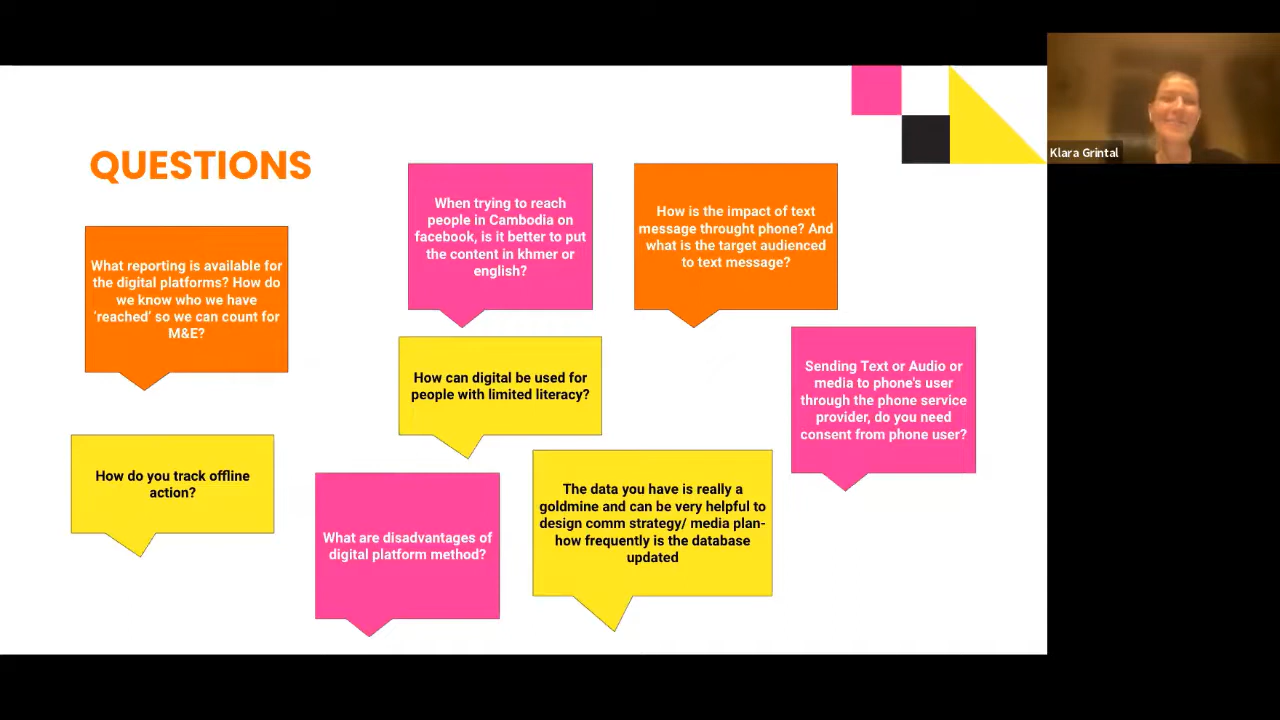 QUESTIONS
What reporting is available for
the digital platforms? How do
we know who we have
‘reached’ so we can count for
M&E?
When trying to reach
people in Cambodia on
facebook, is it better to put
the content in khmer or
english?
How is the impact of text
message throught phone? And
what is the target audienced
to text message?
How can digital be used for
people with limited literacy?
Sending Text or Audio or
media to phone's user
through the phone service
provider, do you need
consent from phone user?
How do you track offline
action?
What are disadvantages of
digital platform method?
The data you have is really a
goldmine and can be very helpful to
design comm strategy/ media plan-
how frequently is the database
updated
Klara Grintal